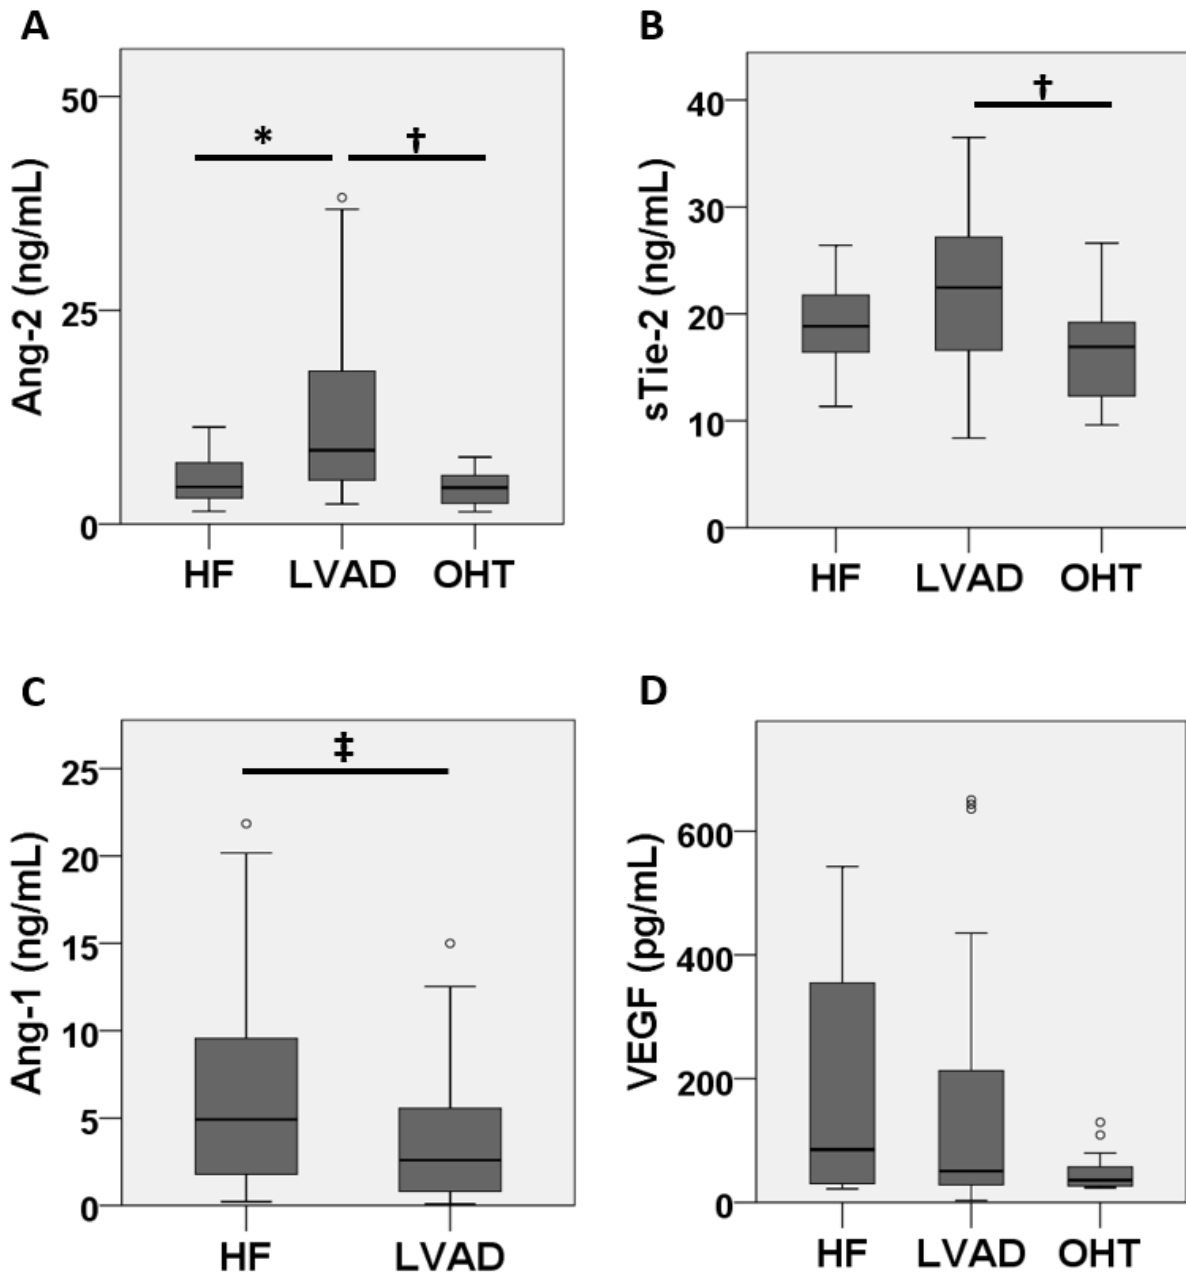 A
Ang-2 (ng/mL)
50
25
0
*
†
HF LVAD OHT
B
sTie-2 (ng/mL)
40
30
20
10
0
†
HF LVAD OHT
C
Ang-1 (ng/mL)
25
20
15
10
5
0
‡
HF LVAD
D
VEGF (pg/mL)
600
400
200
0
HF LVAD OHT